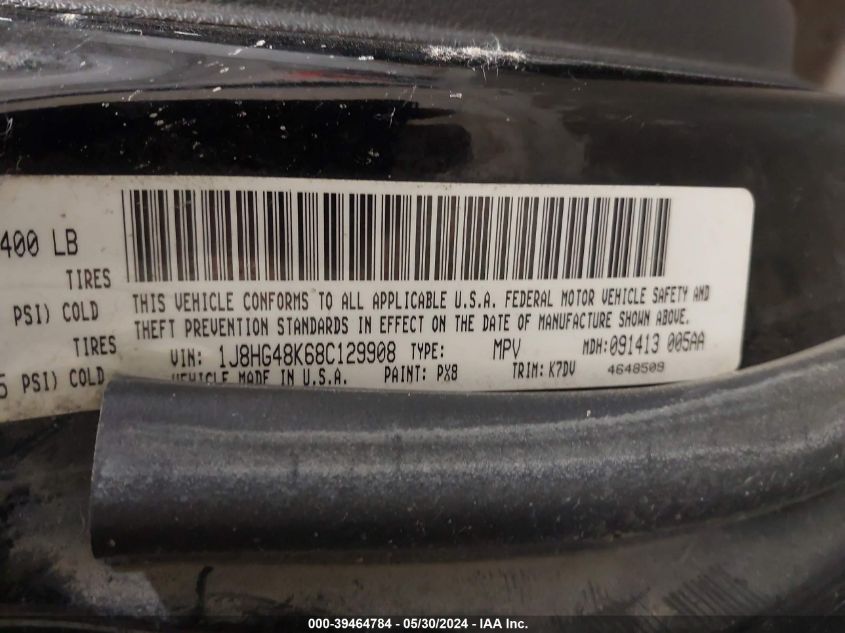 400 LB
TIRES
PSI) COLD
TIRES
5 PSI) COLD
THIS VEHICLE CONFORMS TO ALL APPLICABLE U.S.A. FEDERAL MOTOR VEHICLE SAFETY AND
THEFT PREVENTION STANDARDS IN EFFECT ON THE DATE OF MANUFACTURE SHOWN ABOVE.
VIN: 1J8HG48K68C129908 TYPE: MPV MDH:091413 005AA
VEHICLE MADE IN U.S.A. PAINT: PX8 TRIM: K7DV 4648509
000-39464784 - 05/30/2024 - IAA Inc.